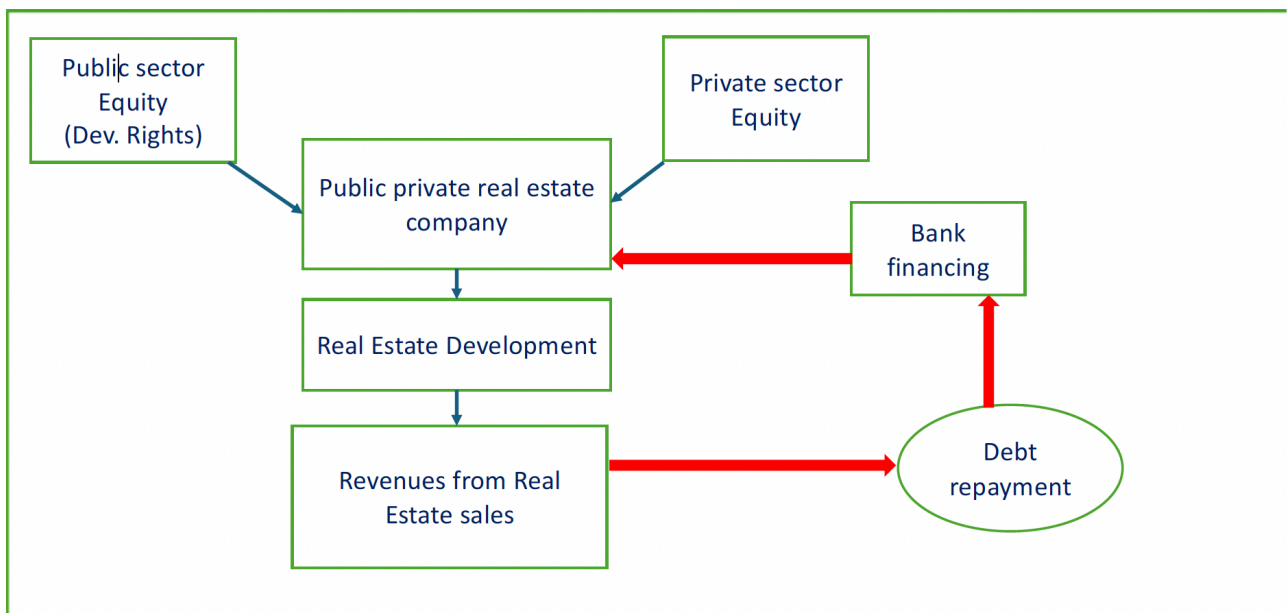 Public sector
Equity
(Dev. Rights)
Private sector
Equity
Public private real estate
company
Bank
financing
Real Estate Development
Revenues from Real
Estate sales
Debt
repayment